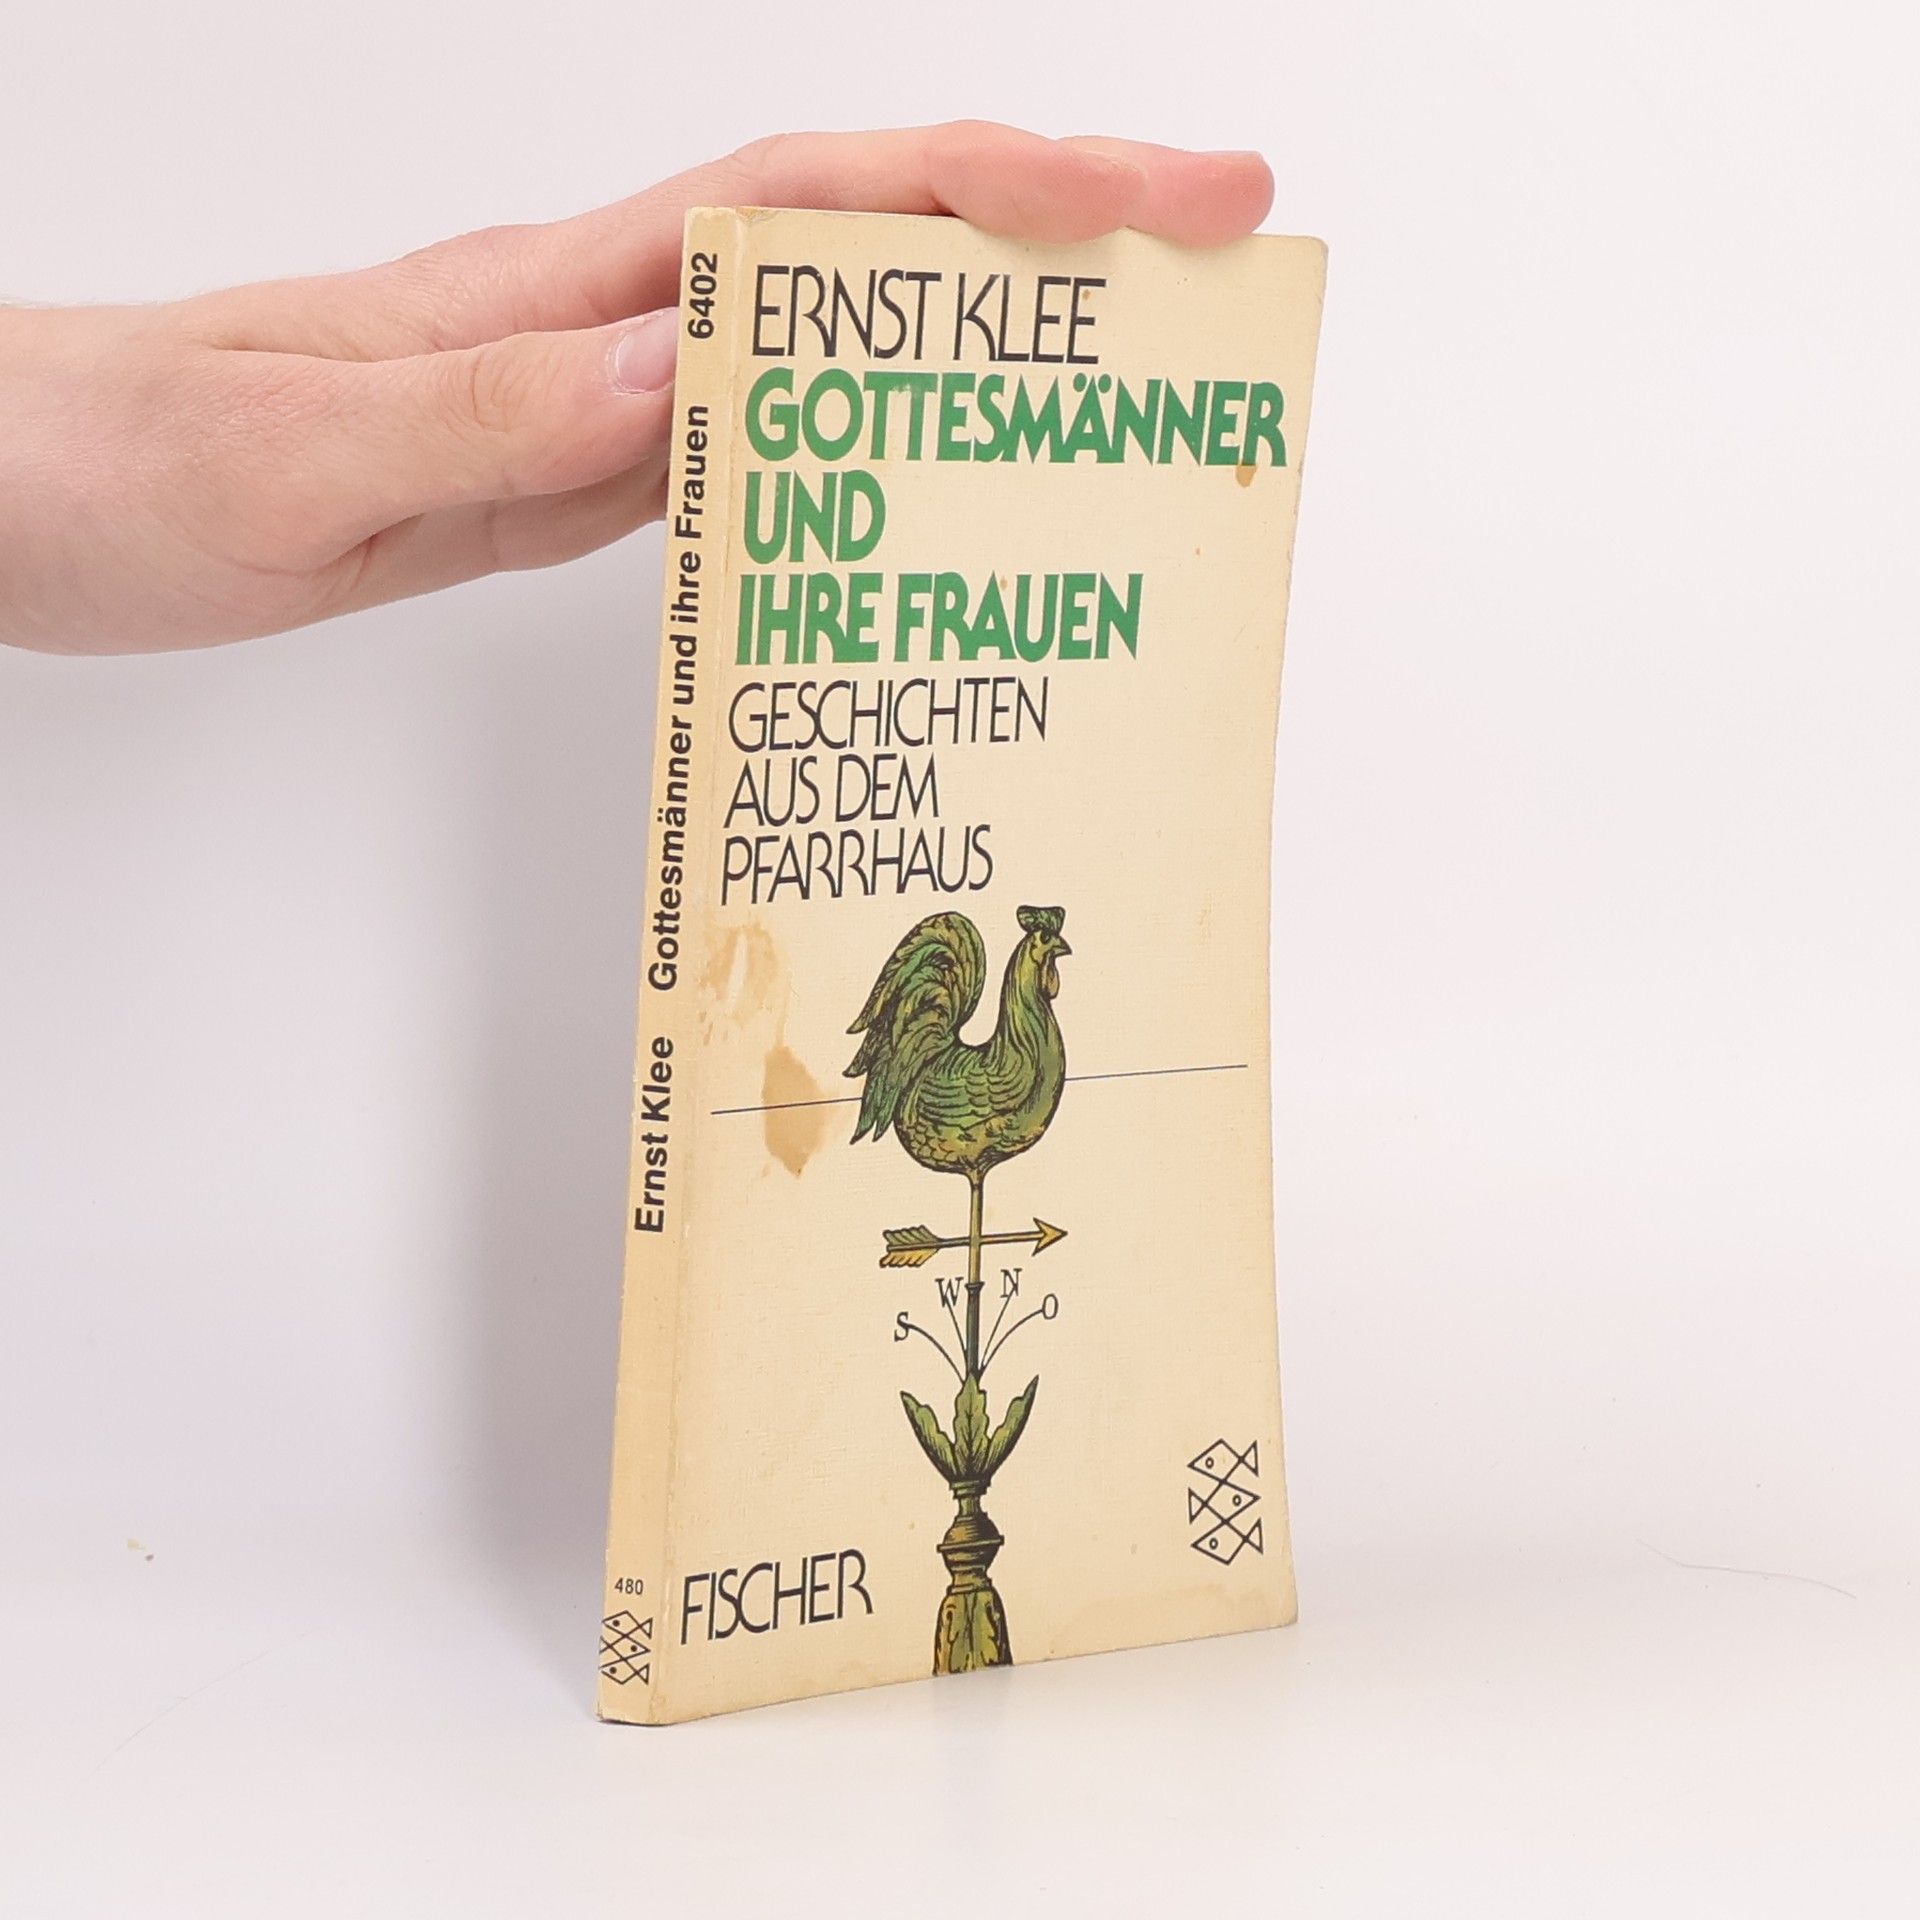 ERNST KLEE
GOTTESMÄNNER
UND
IHRE FRAUEN
GESCHICHTEN
AUS DEM
PFARRHAUS
W N
S O
FISCHER
Ernst Klee Gottesmänner und ihre Frauen 6402
480